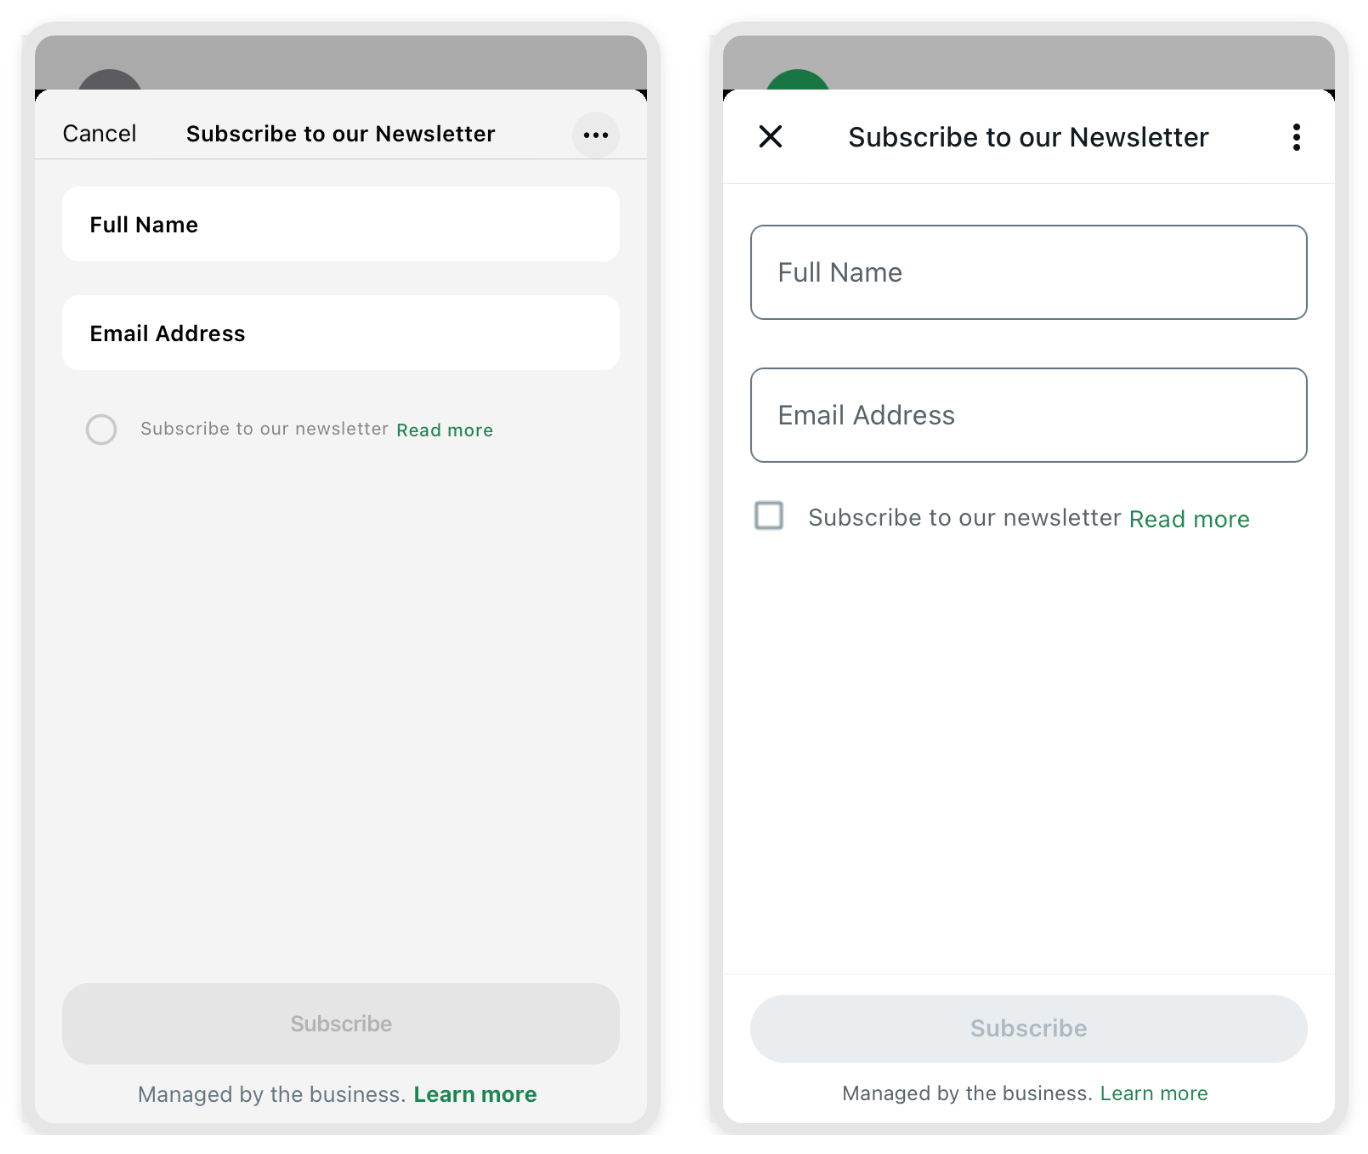 Cancel Subscribe to our Newsletter
Full Name
Email Address
Subscribe to our newsletter Read more
Subscribe
Managed by the business. Learn more
Subscribe to our Newsletter
Full Name
Email Address
Subscribe to our newsletter Read more
Subscribe
Managed by the business. Learn more